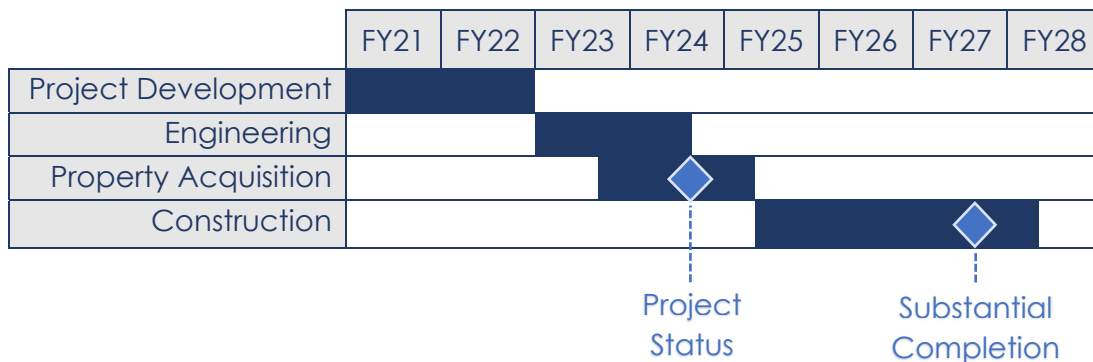 FY21 FY22 FY23 FY24 FY25 FY26 FY27 FY28
Project Development
Engineering
Property Acquisition
Construction
Project Substantial
Status Completion